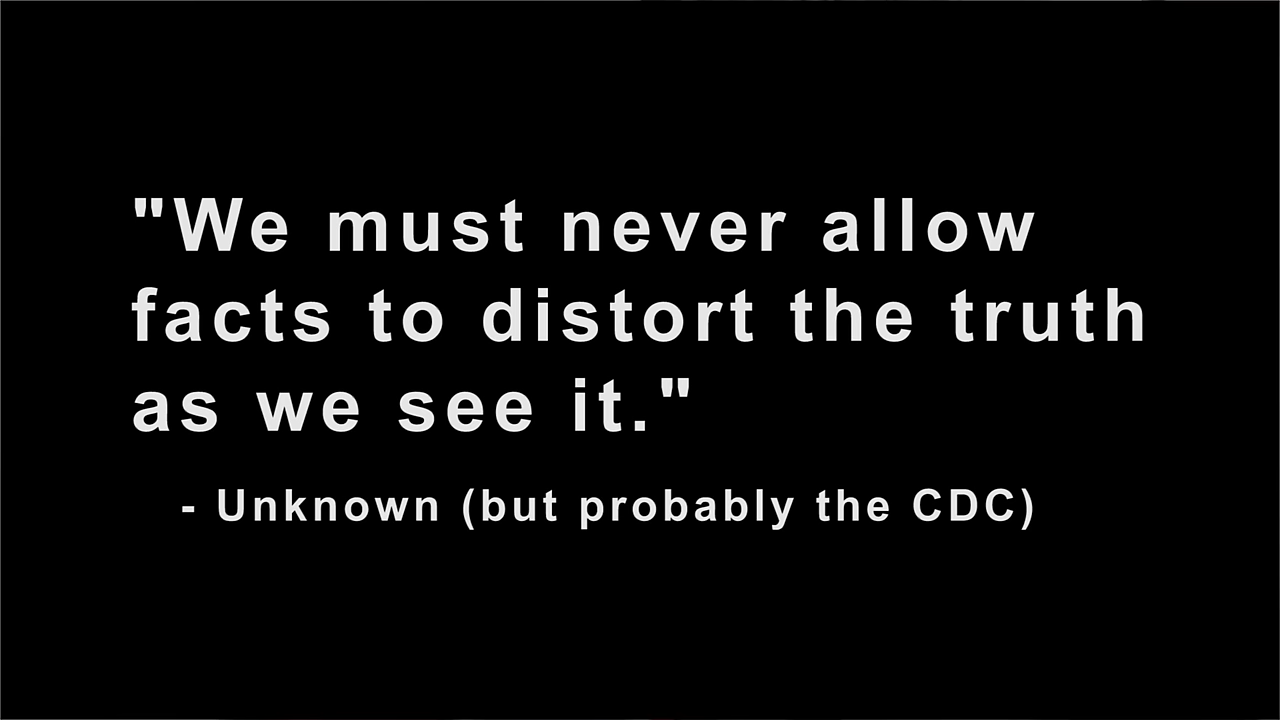 "We must never allow
facts to distort the truth
as we see it."
- Unknown (but probably the CDC)